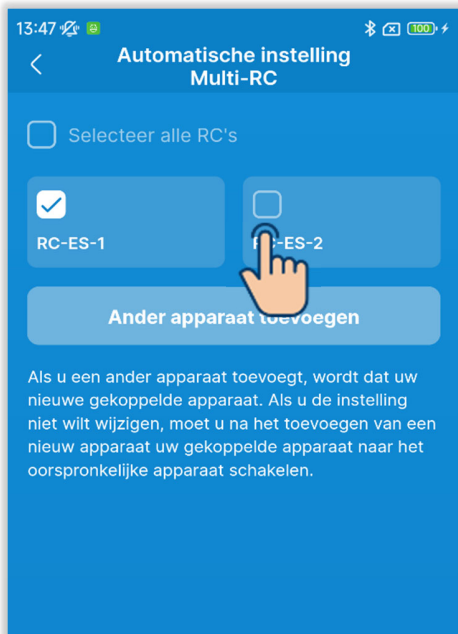 13:47
100
Automatische instelling
Multi-RC
Selecteer alle RC's
RC-ES-1
-ES-2
Ander apparaat toevoegen
Als u een ander apparaat toevoegt, wordt dat uw
nieuwe gekoppelde apparaat. Als u de instelling
niet wilt wijzigen, moet u na het toevoegen van een
nieuw apparaat uw gekoppelde apparaat naar het
oorspronkelijke apparaat schakelen.